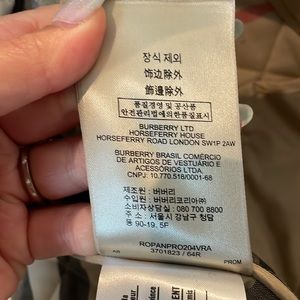 장식 제외
饰边除外
飾邊除外
품질경영 및 공산품
안전관리법에의한품질표시
BURBERRY LTD
HORSEFERRY HOUSE
HORSEFERRY ROAD LONDON SW1P 2AW
BURBERRY BRASIL COMÉRCIO
DE ARTIGOS DE VESTUÁRIO E
ACESSÓRIOS LTDA.
CNPJ: 10.770.518/0001-68
제조원 : 버버리
수입원 : 버버리코리아(주)
소비자상담실 : 080 700 8800
주소 : 서울시 강남구 청담
동 90-19. 5F
ROPANPRO204VRA
AB 3701823 / 64R PROM